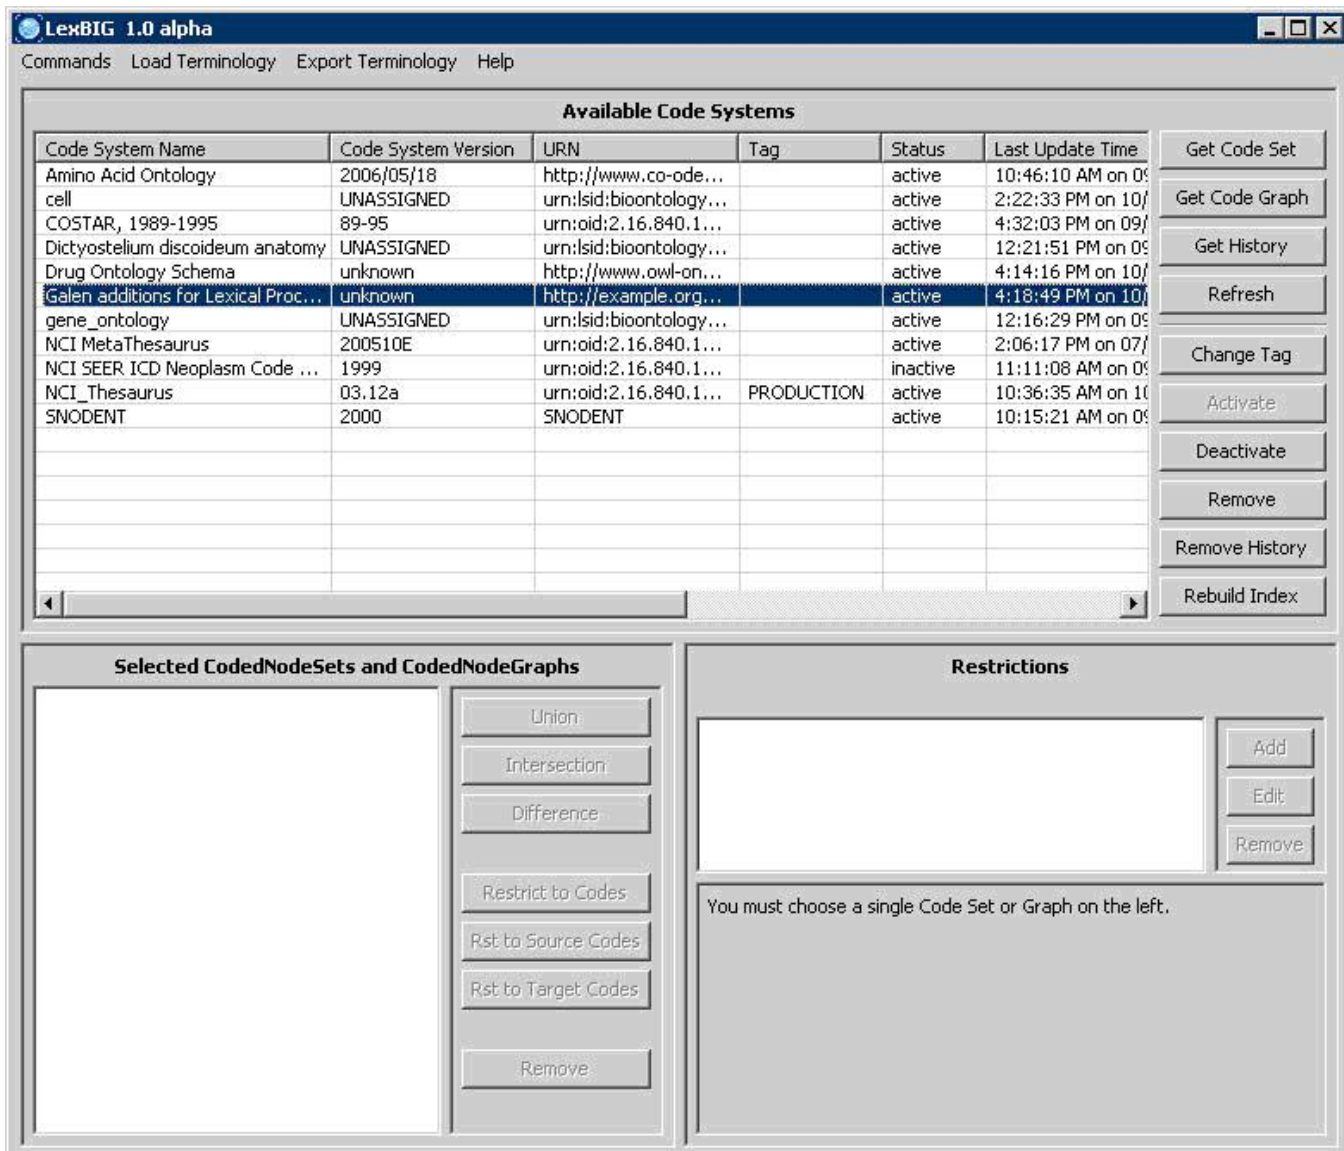 LexBIG 1.0 alpha
Commands Load Terminology Export Terminology Help
Available Code Systems
Code System Name Code System Version URN Tag Status Last Update Time
Amino Acid Ontology 2006/05/18 http://www.co-ode... active 10:46:10 AM on 09
cell UNASSIGNED urn:lsid:bioontology... active 2:22:33 PM on 10/
COSTAR, 1989-1995 89-95 urn:oid:2.16.840.1... active 4:32:03 PM on 09/
Dictyostelium discoideum anatomy UNASSIGNED urn:lsid:bioontology... active 12:21:51 PM on 09
Drug Ontology Schema unknown http://www.owl-on... active 4:14:16 PM on 10/
Galen additions for Lexical Proc... unknown http://example.org... active 4:18:49 PM on 10/
gene_ontology UNASSIGNED urn:lsid:bioontology... active 12:16:29 PM on 09
NCI MetaThesaurus 200510E urn:oid:2.16.840.1... active 2:06:17 PM on 07/
NCI SEER ICD Neoplasm Code ... 1999 urn:oid:2.16.840.1... inactive 11:11:08 AM on 09
NCI_Thesaurus 03.12a urn:oid:2.16.840.1... PRODUCTION active 10:36:35 AM on 10
SNODENT 2000 SNODENT active 10:15:21 AM on 09
Get Code Set
Get Code Graph
Get History
Refresh
Change Tag
Activate
Deactivate
Remove
Remove History
Rebuild Index
Selected CodedNodeSets and CodedNodeGraphs
Union
Intersection
Difference
Restrict to Codes
Rst to Source Codes
Rst to Target Codes
Remove
Restrictions
Add
Edit
Remove
You must choose a single Code Set or Graph on the left.